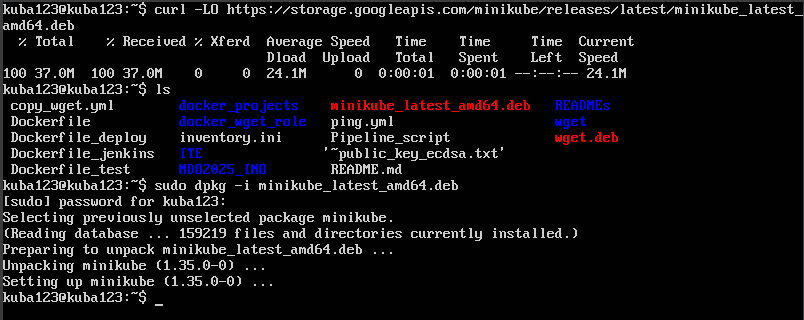 kuba123@kuba123:~$ curl -LO https://storage.googleapis.com/minikube/releases/latest/minikube_latest_
amd64.deb
  % Total    % Received % Xferd  Average Speed   Time    Time     Time  Current
                                 Dload  Upload   Total   Spent    Left  Speed
100 37.0M  100 37.0M    0     0  24.1M      0  0:00:01  0:00:01 --:--:-- 24.1M
kuba123@kuba123:~$ ls
copy_wget.yml       docker_projects    minikube_latest_amd64.deb   READMEs
Dockerfile          docker_wget_role   ping.yml                    wget
Dockerfile_deploy   inventory.ini      Pipeline_script             wget.deb
Dockerfile_jenkins  ITE               '~public_key_ecdsa.txt'
Dockerfile_test     MDO2025_INO        README.md
kuba123@kuba123:~$ sudo dpkg -i minikube_latest_amd64.deb
[sudo] password for kuba123:
Selecting previously unselected package minikube.
(Reading database ... 159219 files and directories currently installed.)
Preparing to unpack minikube_latest_amd64.deb ...
Unpacking minikube (1.35.0-0) ...
Setting up minikube (1.35.0-0) ...
kuba123@kuba123:~$ _